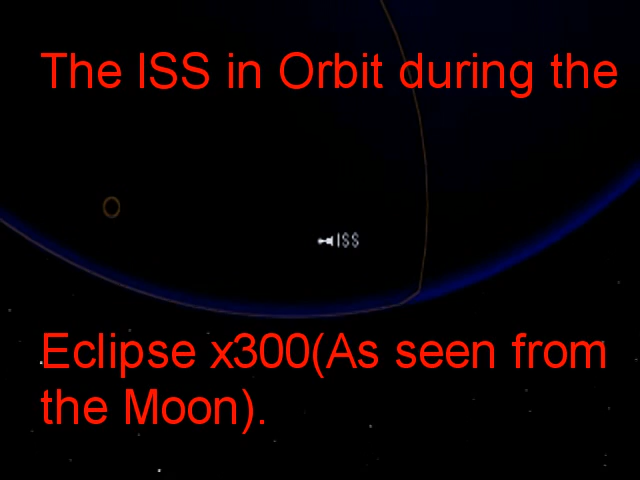 The ISS in Orbit during the
ISS
Eclipse x300(As seen from
the Moon).